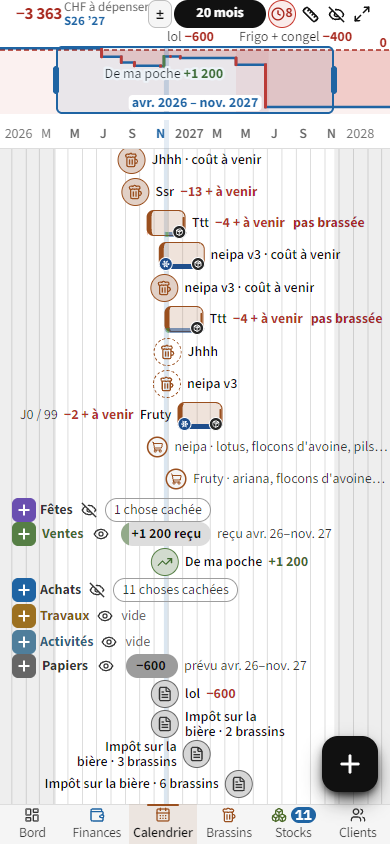 −3 363 CHF à dépenser
S26 ’27
±
20 mois
8
lol −600
Frigo + congel −400
0
De ma poche +1 200
avr. 2026 – nov. 2027
2026 M M J S N 2027 M M J S N 2028
Jhhh · coût à venir
Ssr −13 + à venir
Ttt −4 + à venir pas brassée
neipa v3 · coût à venir
neipa v3 · coût à venir
Ttt −4 + à venir pas brassée
Jhhh
neipa v3
J0 / 99 −2 + à venir Fruty
neipa · lotus, flocons d'avoine, pils…
Fruty · ariana, flocons d'avoine…
Fêtes 1 chose cachée
Ventes +1 200 reçu reçu avr. 26–nov. 27
De ma poche +1 200
Achats 11 choses cachées
Travaux vide
Activités vide
Papiers −600 prévu avr. 26–nov. 27
lol −600
Impôt sur la
bière · 2 brassins
Impôt sur la
bière · 3 brassins
Impôt sur la bière · 6 brassins
+
Bord Finances Calendrier Brassins Stocks 11 Clients